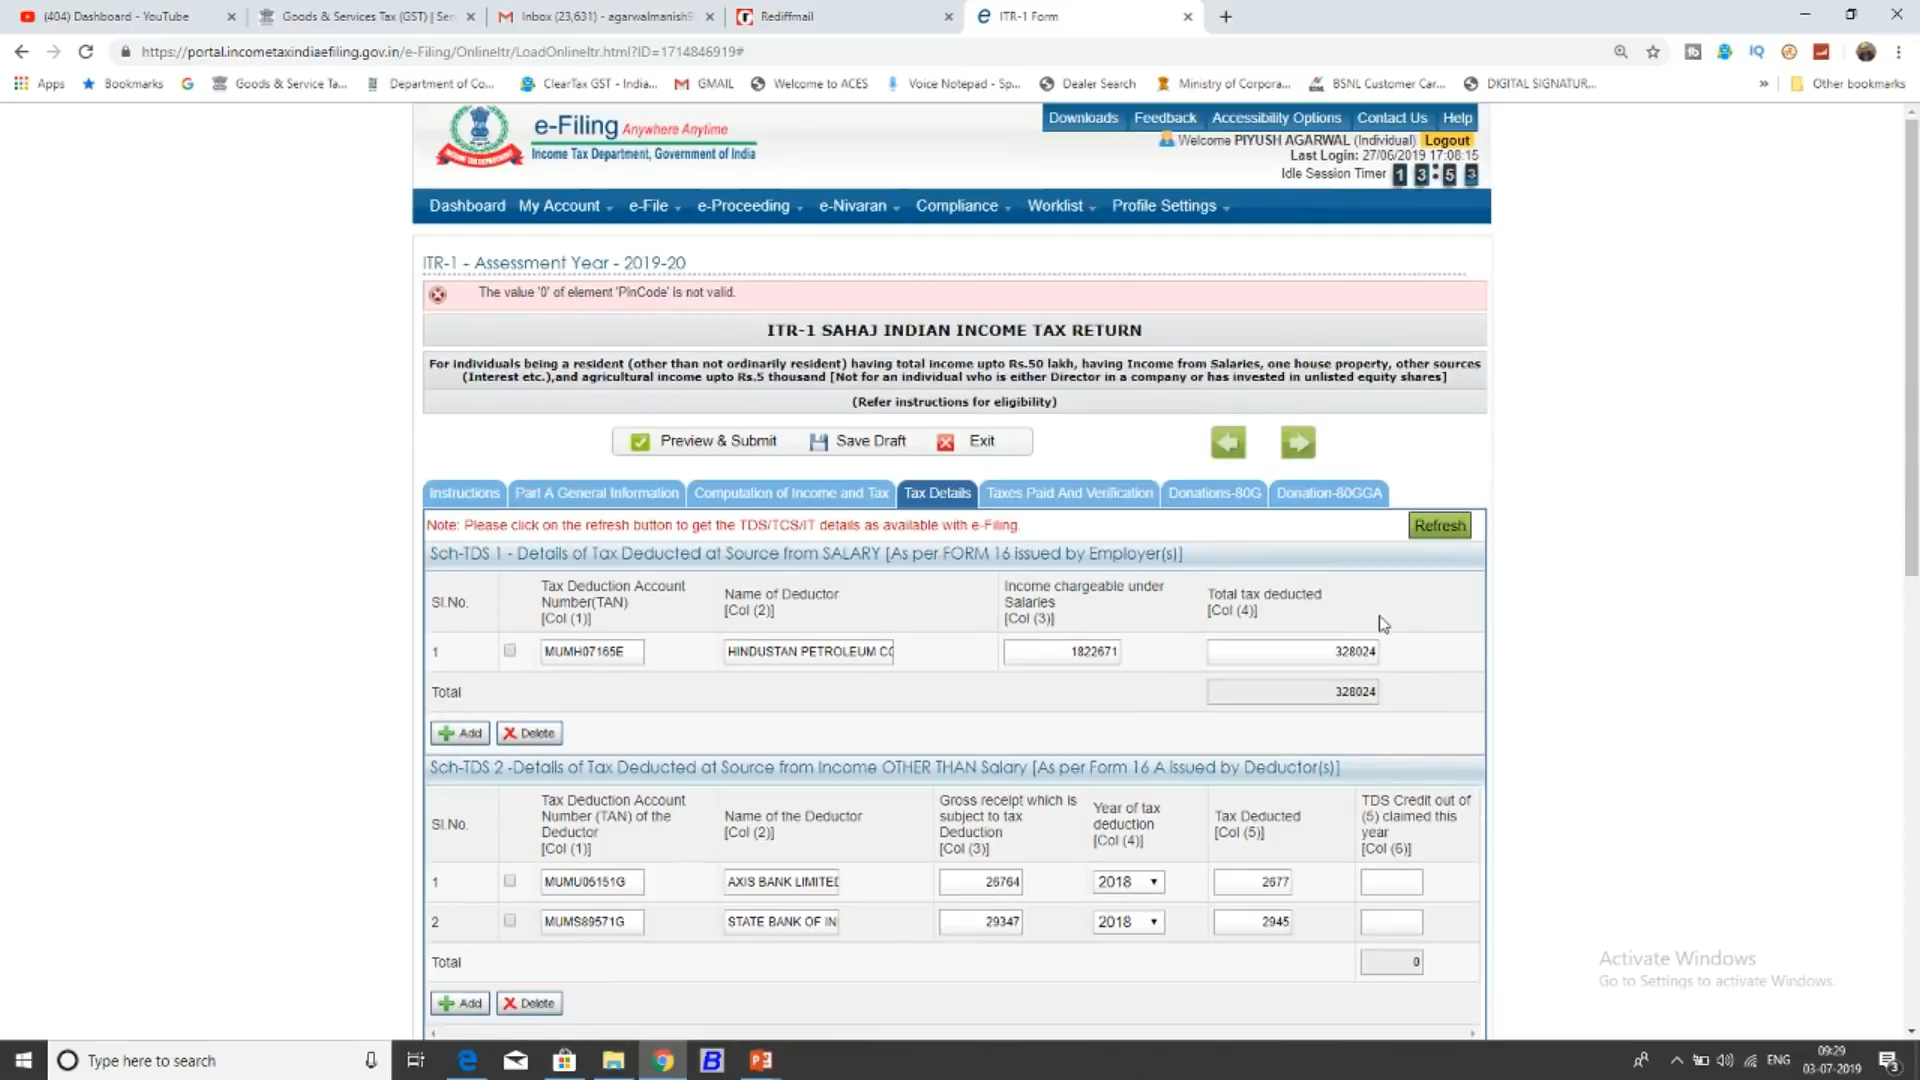 (404) Dashboard - YouTube
Goods & Services Tax (GST) | Ser
Inbox (23,631) - agarwalmanish9
Rediffmail
ITR-1 Form
https://portal.incometaxindiaefiling.gov.in/e-Filing/OnlineItr/LoadOnlineItr.html?ID=1714846919#
Apps
Bookmarks
Goods & Service Ta...
Department of Co...
ClearTax GST - India...
GMAIL
Welcome to ACES
Voice Notepad - Sp...
Dealer Search
Ministry of Corpora...
BSNL Customer Car...
DIGITAL SIGNATUR...
Other bookmarks
e-Filing Anywhere Anytime
Income Tax Department, Government of India
Downloads Feedback Accessibility Options Contact Us Help
Welcome PIYUSH AGARWAL (Individual) Logout
Last Login: 27/06/2019 17:08:15
Idle Session Timer 1 3 : 5 3
Dashboard My Account e-File e-Proceeding e-Nivaran Compliance Worklist Profile Settings
ITR-1 - Assessment Year - 2019-20
The value '0' of element 'PinCode' is not valid.
ITR-1 SAHAJ INDIAN INCOME TAX RETURN
For individuals being a resident (other than not ordinarily resident) having total income upto Rs.50 lakh, having Income from Salaries, one house property, other sources
(Interest etc.),and agricultural income upto Rs.5 thousand [Not for an individual who is either Director in a company or has invested in unlisted equity shares]
(Refer instructions for eligibility)
Preview & Submit Save Draft Exit
Instructions Part A General Information Computation of Income and Tax Tax Details Taxes Paid And Verification Donations-80G Donation-80GGA
Note: Please click on the refresh button to get the TDS/TCS/IT details as available with e-Filing.
Refresh
Sch-TDS 1 - Details of Tax Deducted at Source from SALARY [As per FORM 16 issued by Employer(s)]
Sl.No.
Tax Deduction Account
Number(TAN)
[Col (1)]
Name of Deductor
[Col (2)]
Income chargeable under
Salaries
[Col (3)]
Total tax deducted
[Col (4)]
1 MUMH07165E HINDUSTAN PETROLEUM CO 1822671 328024
Total 328024
Add Delete
Sch-TDS 2 -Details of Tax Deducted at Source from Income OTHER THAN Salary [As per Form 16 A issued by Deductor(s)]
Sl.No.
Tax Deduction Account
Number (TAN) of the
Deductor
[Col (1)]
Name of the Deductor
[Col (2)]
Gross receipt which is
subject to tax
Deduction
[Col (3)]
Year of tax
deduction
[Col (4)]
Tax Deducted
[Col (5)]
TDS Credit out of
(5) claimed this
year
[Col (6)]
1 MUMU05151G AXIS BANK LIMITED 26764 2018 2677
2 MUMS89571G STATE BANK OF IN 29347 2018 2945
Total 0
Add Delete
Activate Windows
Go to Settings to activate Windows.
Type here to search
ENG
09:29
03-07-2019
3